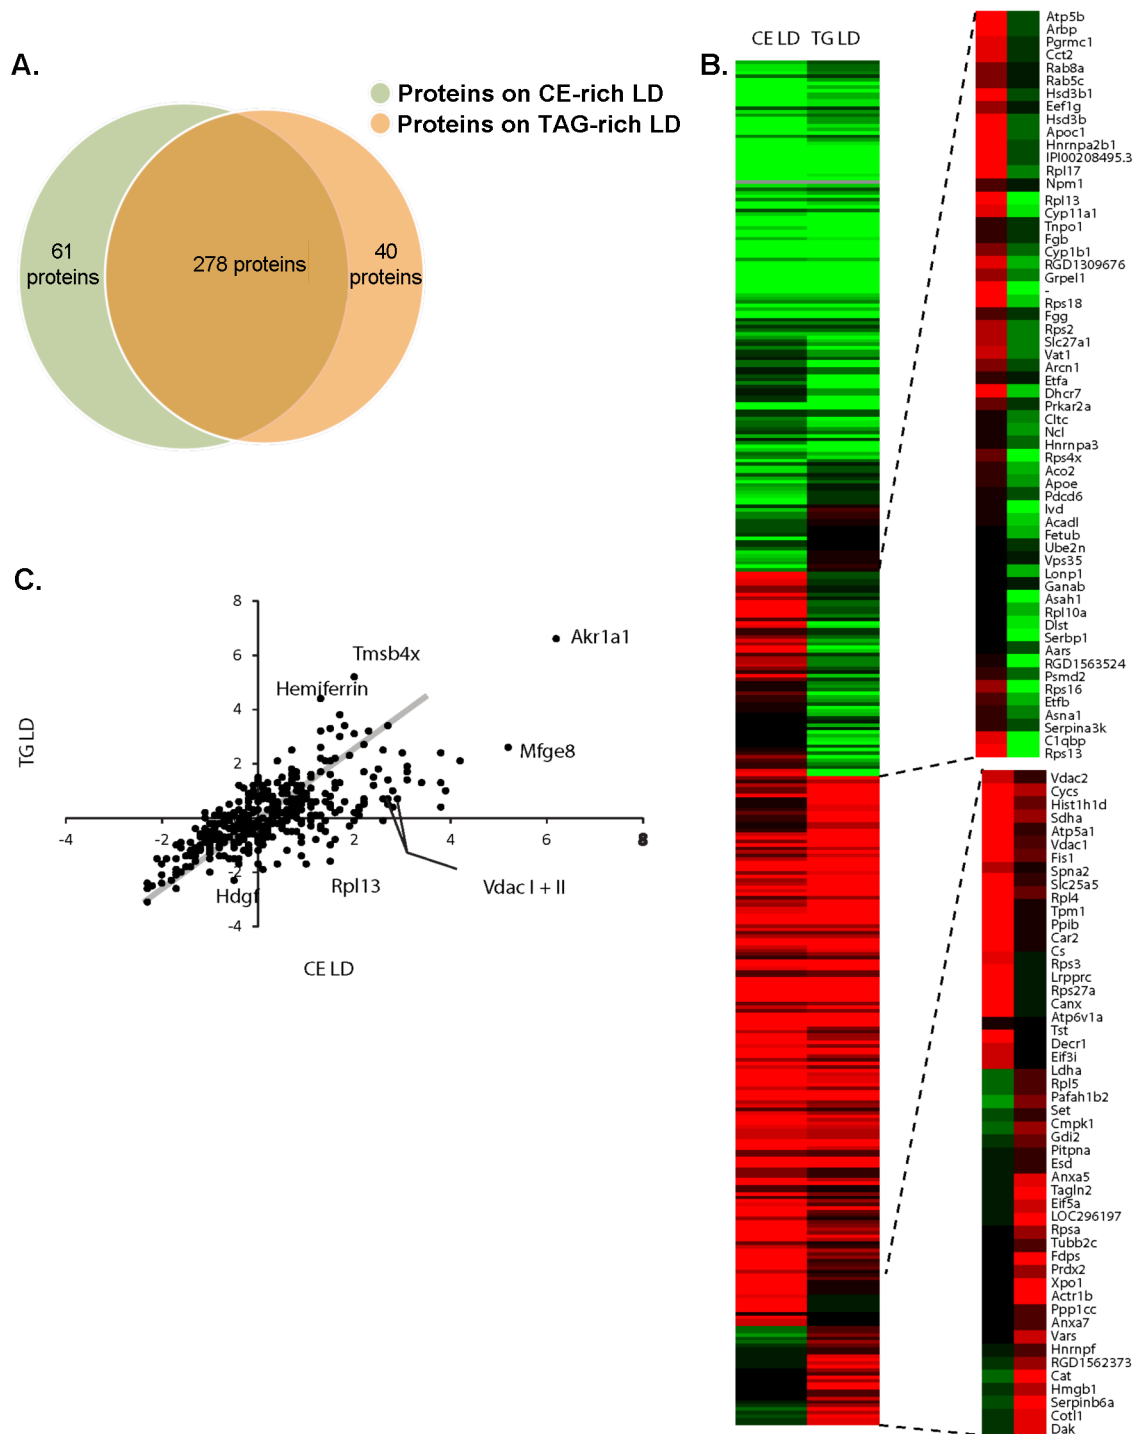 A.
Proteins on CE-rich LD
Proteins on TAG-rich LD
61
proteins
278 proteins
40
proteins
B.
CE LD TG LD
Atp5b
Arbp
Pgrmc1
Cct2
Rab8a
Rab5c
Hsd3b1
Eef1g
Hsd3b
Apoc1
Hnrnpa2b1
IPI00208495.3
Rpl17
Npm1
Rpl13
Cyp11a1
Tnpo1
Fgb
Cyp1b1
RGD1309676
Grpel1
-
Rps18
Fgg
Rps2
Slc27a1
Vat1
Arcn1
Etfa
Dhcr7
Prkar2a
Cltc
Ncl
Hnrnpa3
Rps4x
Aco2
Apoe
Pdcd6
Ivd
Acadl
Fetub
Ube2n
Vps35
Lonp1
Ganab
Asah1
Rpl10a
Dlst
Serbp1
Aars
RGD1563524
Psmd2
Rps16
Etfb
Asna1
Serpina3k
C1qbp
Rps13
Vdac2
Cycs
Hist1h1d
Sdha
Atp5a1
Vdac1
Fis1
Spna2
Slc25a5
Rpl4
Tpm1
Ppib
Car2
Cs
Rps3
Lrpprc
Rps27a
Canx
Atp6v1a
Tst
Decr1
Eif3i
Ldha
Rpl5
Pafah1b2
Set
Cmpk1
Gdi2
Pitpna
Esd
Anxa5
Tagln2
Eif5a
LOC296197
Rpsa
Tubb2c
Fdps
Prdx2
Xpo1
Actr1b
Ppp1cc
Anxa7
Vars
Hnrnpf
RGD1562373
Cat
Hmgb1
Serpinb6a
Cotl1
Dak
C.
8
6
4
2
-2
-4
-4
-2
2
4
6
8
TG LD
CE LD
Akr1a1
Tmsb4x
Hemiferrin
Mfge8
Hdgf
Rpl13
Vdac I + II